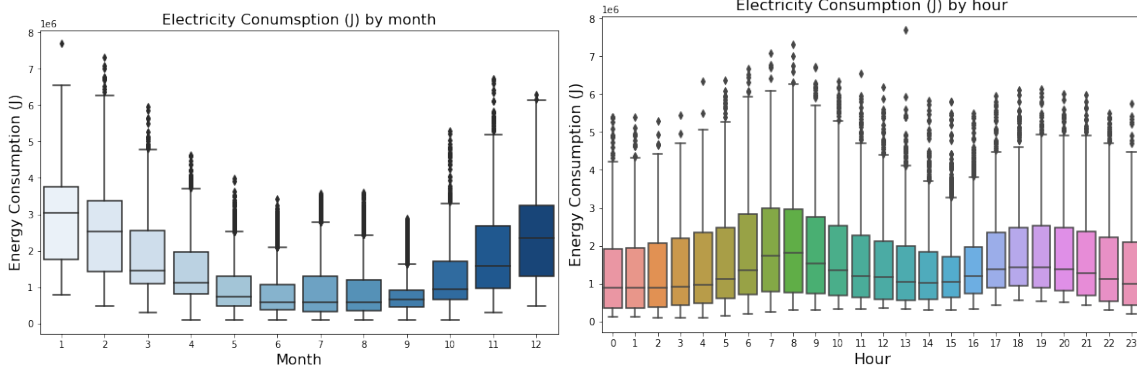 Electricity Conumsption (J) by month
1e6
8
7
6
5
4
3
2
1
0
Energy Consumption (J)
1 2 3 4 5 6 7 8 9 10 11 12
Month
Electricity Consumption (J) by hour
1e6
8
7
6
5
4
3
2
1
0
Energy Consumption (J)
0 1 2 3 4 5 6 7 8 9 10 11 12 13 14 15 16 17 18 19 20 21 22 23
Hour